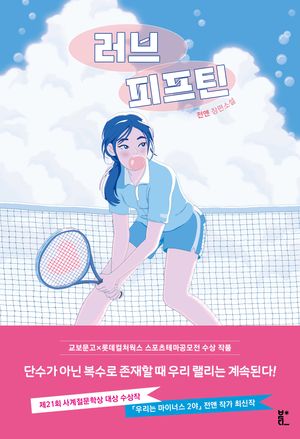 러브
피프틴
전앤 장편소설
교보문고×롯데컬처웍스 스포츠테마공모전 수상 작품
단수가 아닌 복수로 존재할 때 우리 랠리는 계속된다!
제21회 사계절문학상 대상 수상작
『우리는 마이너스 2야』 전앤 작가 최신작